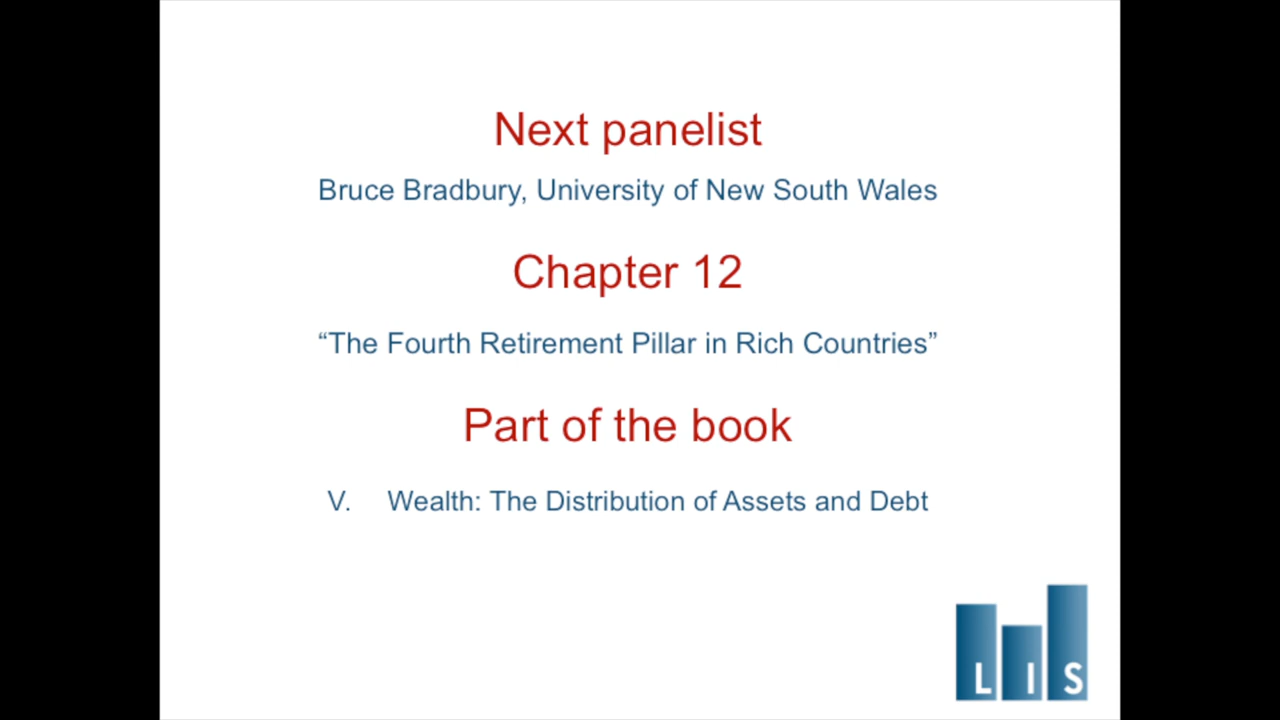 Next panelist
Bruce Bradbury, University of New South Wales
Chapter 12
“The Fourth Retirement Pillar in Rich Countries”
Part of the book
V. Wealth: The Distribution of Assets and Debt
LIS